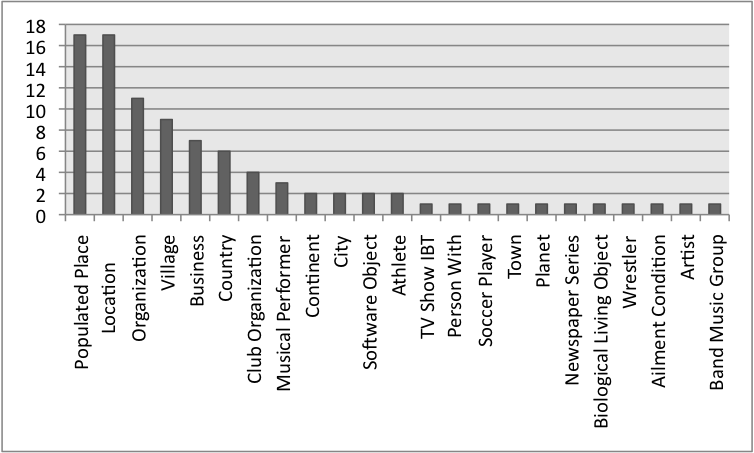 18
16
14
12
10
8
6
4
2
0
Populated Place
Location
Organization
Village
Business
Country
Club Organization
Musical Performer
Continent
City
Software Object
Athlete
TV Show IBT
Person With
Soccer Player
Town
Planet
Newspaper Series
Biological Living Object
Wrestler
Ailment Condition
Artist
Band Music Group